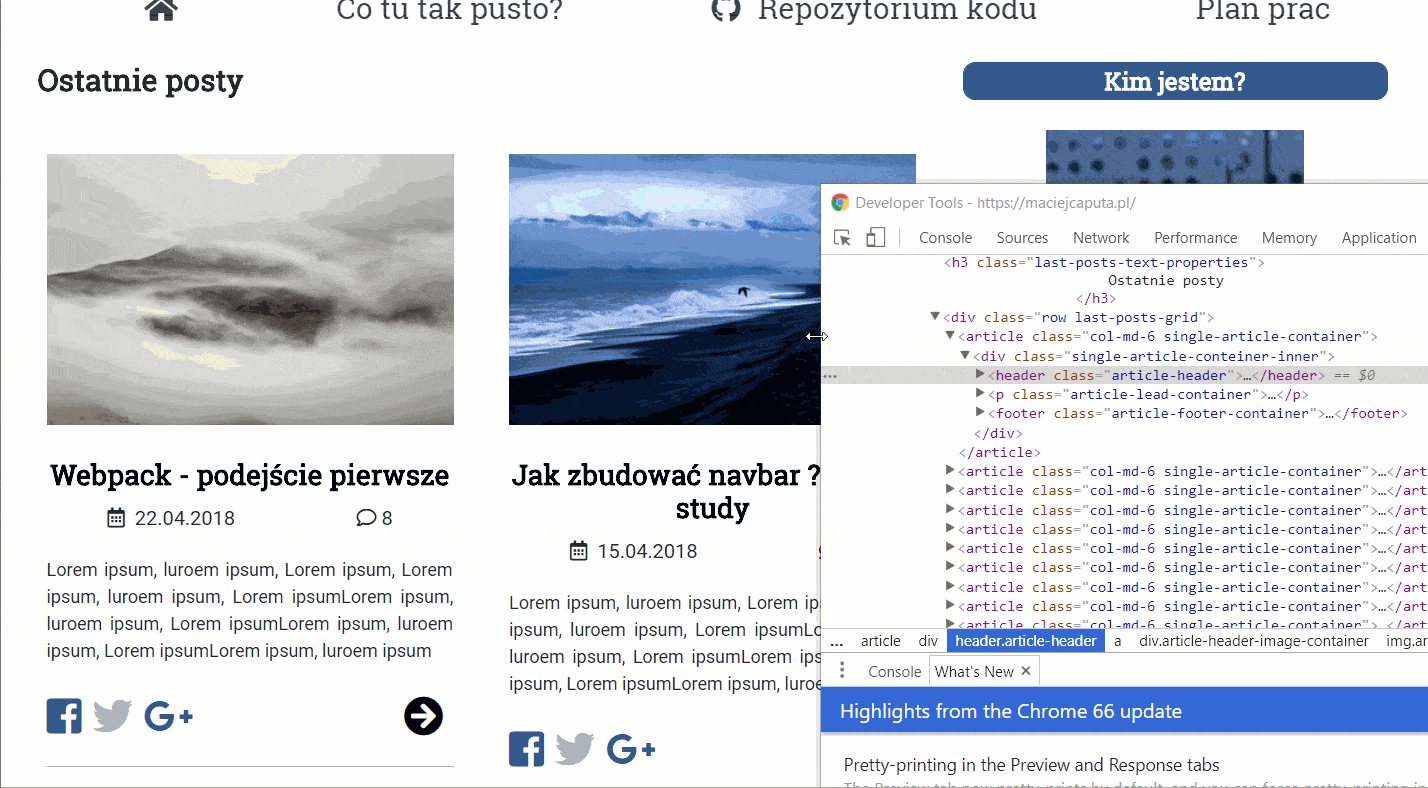 Co tu tak pusto?
Repozytorium kodu
Plan prac
Ostatnie posty
Kim jestem?
Webpack - podejście pierwsze
22.04.2018
8
Lorem ipsum, luroem ipsum, Lorem ipsum, Lorem
ipsum, luroem ipsum, Lorem ipsumLorem ipsum,
luroem ipsum, Lorem ipsumLorem ipsum, luroem
ipsum, Lorem ipsumLorem ipsum, luroem ipsum
Jak zbudować navbar ?
study
15.04.2018
Lorem ipsum, luroem ipsum, Lorem ip
ipsum, luroem ipsum, Lorem ipsumLo
luroem ipsum, Lorem ipsumLorem ips
ipsum, Lorem ipsumLorem ipsum, luroe
Developer Tools - https://maciejcaputa.pl/
Console Sources Network Performance Memory Application
<h3 class="last-posts-text-properties">
Ostatnie posty
</h3>
<div class="row last-posts-grid">
<article class="col-md-6 single-article-container">
<div class="single-article-conteiner-inner">
<header class="article-header">…</header> == $0
<p class="article-lead-container">…</p>
<footer class="article-footer-container">…</footer>
</div>
</article>
<article class="col-md-6 single-article-container">…</art
<article class="col-md-6 single-article-container">…</art
<article class="col-md-6 single-article-container">…</art
<article class="col-md-6 single-article-container">…</art
<article class="col-md-6 single-article-container">…</art
<article class="col-md-6 single-article-container">…</art
<article class="col-md-6 single-article-container">…</art
<article class="col-md-6 single-article-container">…</art
<article class="col-md-6 single-article-container">…</art
... article div header.article-header a div.article-header-image-container img.ar
Console What's New ×
Highlights from the Chrome 66 update
Pretty-printing in the Preview and Response tabs